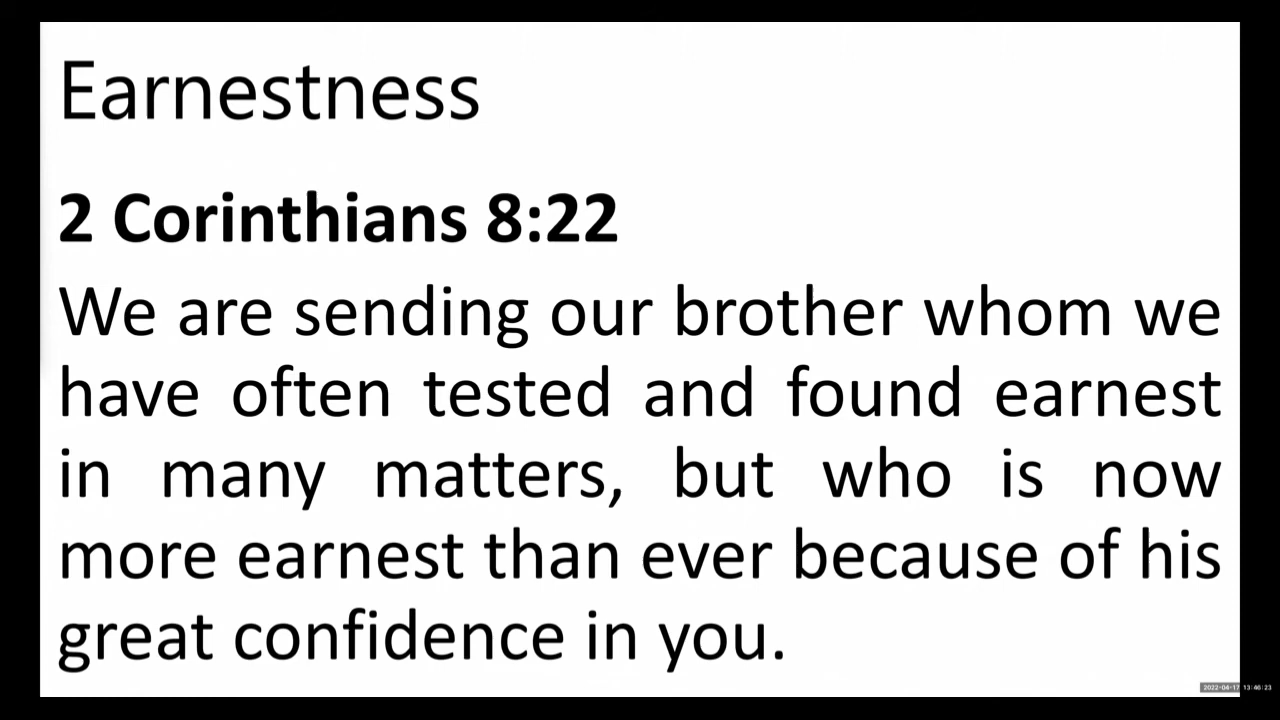 Earnestness
2 Corinthians 8:22
We are sending our brother whom we
have often tested and found earnest
in many matters, but who is now
more earnest than ever because of his
great confidence in you.
2022-04-17 13:46:23